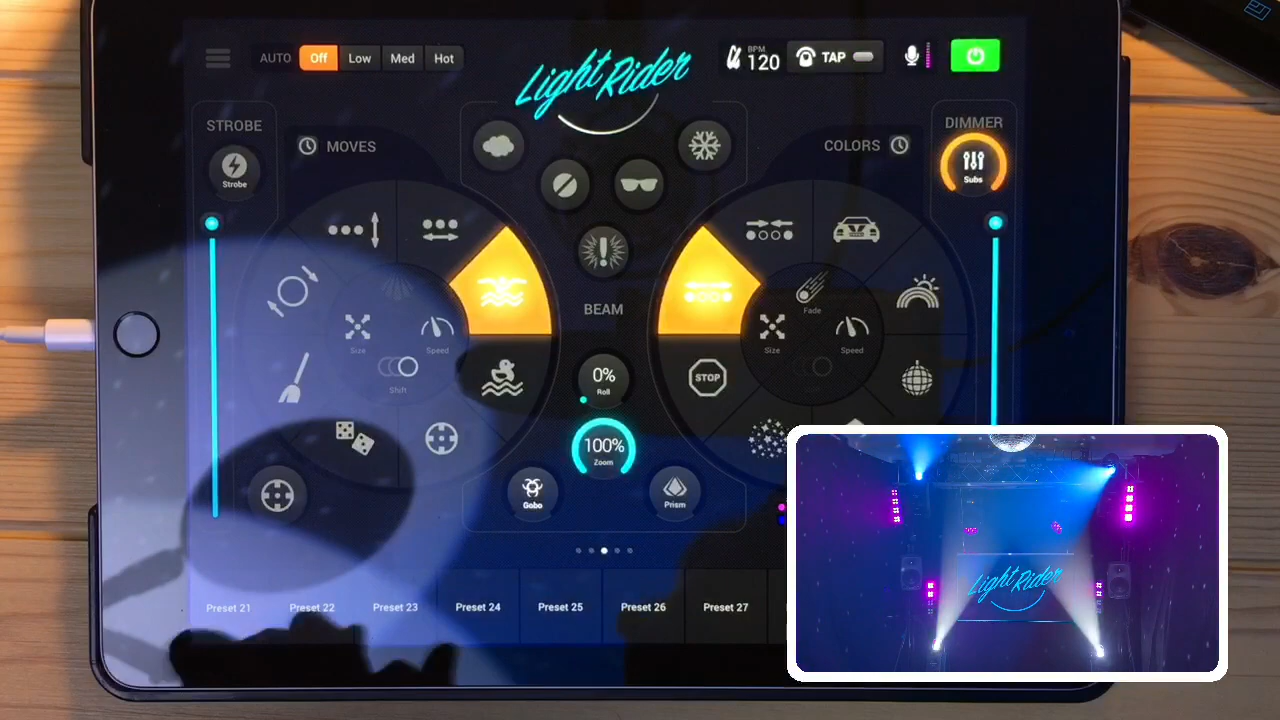 AUTO Off Low Med Hot
Light Rider
BPM
120
TAP
STROBE
Strobe
MOVES
COLORS
DIMMER
Subs
Size
Speed
Shift
BEAM
0%
Roll
100%
Zoom
Gobo
Prism
Fade
Size
Speed
STOP
Preset 21
Preset 22
Preset 23
Preset 24
Preset 25
Preset 26
Preset 27
Light Rider